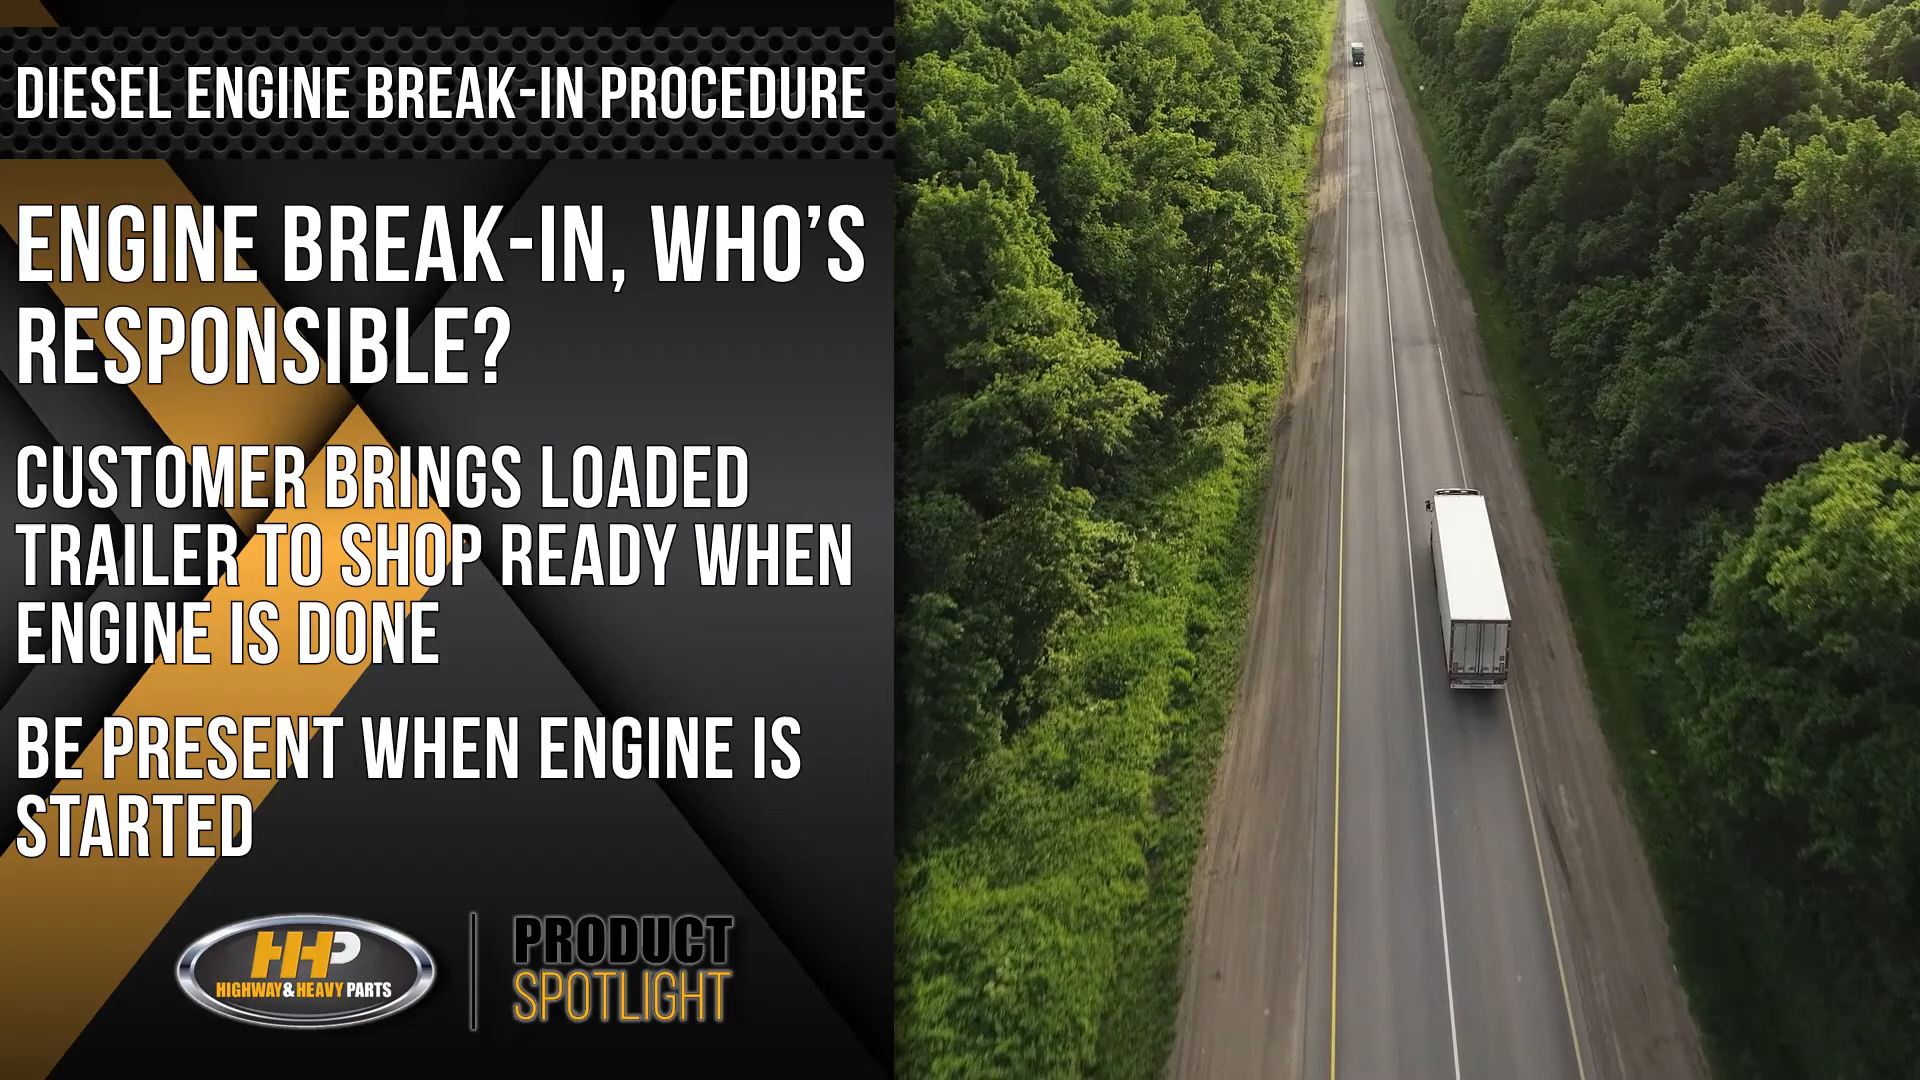 DIESEL ENGINE BREAK-IN PROCEDURE
ENGINE BREAK-IN, WHO'S
RESPONSIBLE?
CUSTOMER BRINGS LOADED
TRAILER TO SHOP READY WHEN
ENGINE IS DONE
BE PRESENT WHEN ENGINE IS
STARTED
HHP
HIGHWAY & HEAVY PARTS
PRODUCT
SPOTLIGHT